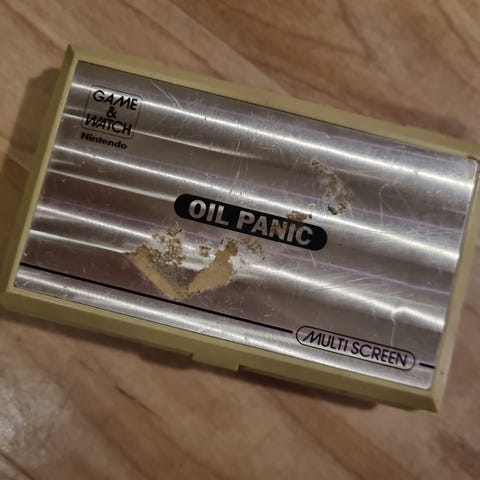 GAME
&
WATCH
Nintendo
OIL PANIC
MULTI SCREEN